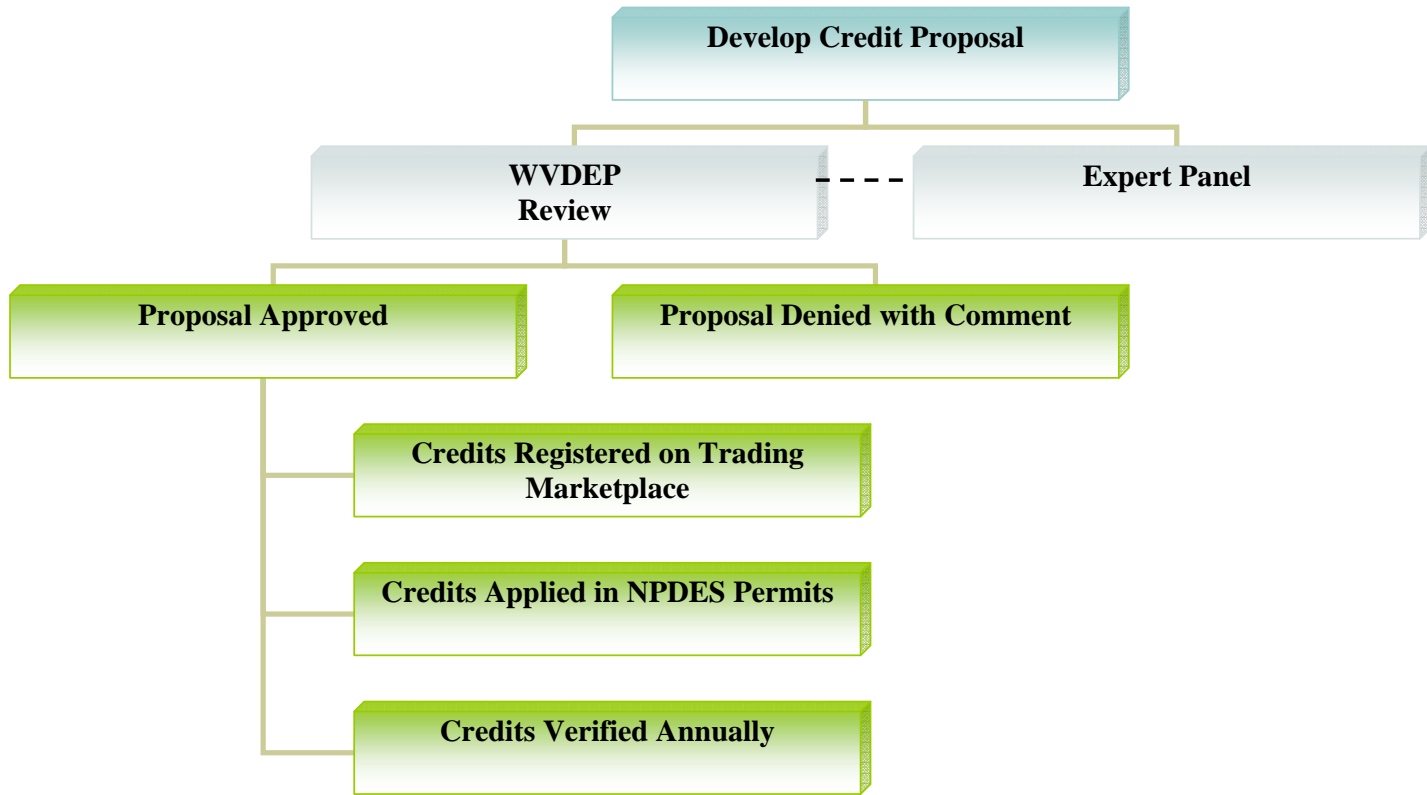 Develop Credit Proposal
WVDEP
Review
Expert Panel
Proposal Approved
Proposal Denied with Comment
Credits Registered on Trading
Marketplace
Credits Applied in NPDES Permits
Credits Verified Annually